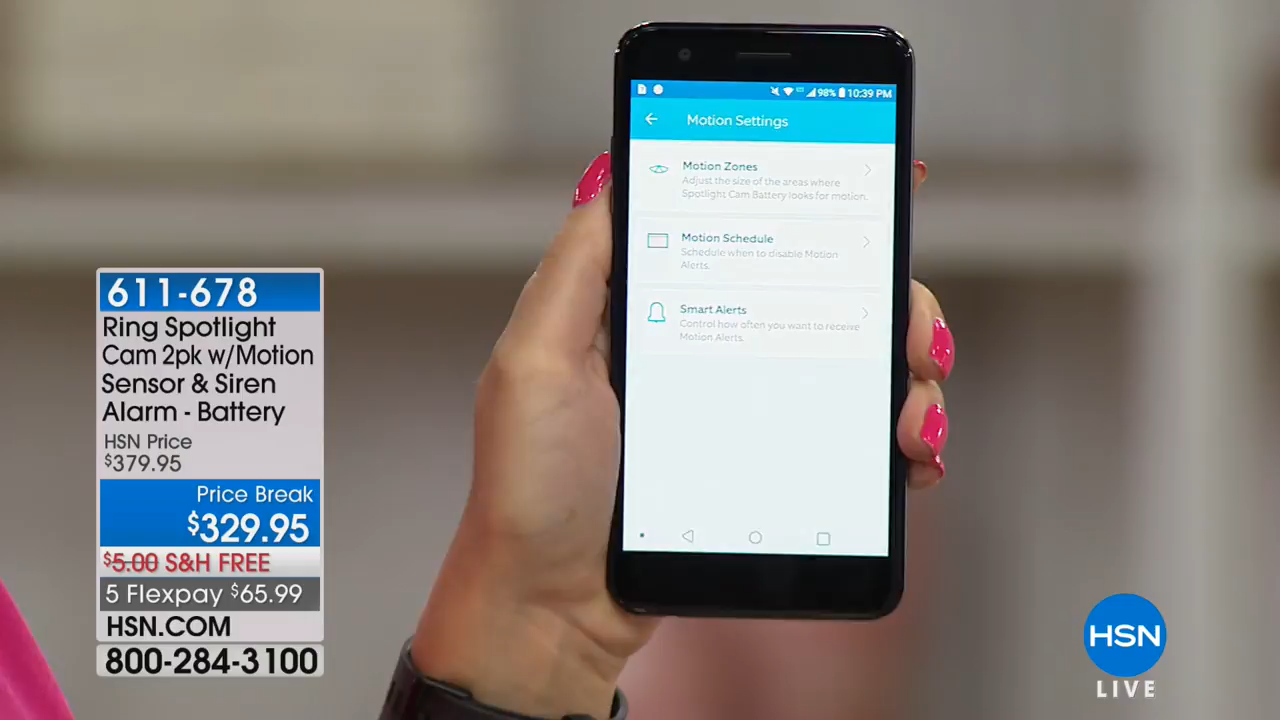 611-678
Ring Spotlight
Cam 2pk w/Motion
Sensor & Siren
Alarm - Battery
HSN Price
$379.95
Price Break
$329.95
$5.00 S&H FREE
5 Flexpay $65.99
HSN.COM
800-284-3100
98% 10:39 PM
Motion Settings
Motion Zones
Adjust the size of the areas where
Spotlight Cam Battery looks for motion.
Motion Schedule
Schedule when to disable Motion
Alerts.
Smart Alerts
Control how often you want to receive
Motion Alerts.
HSN
LIVE